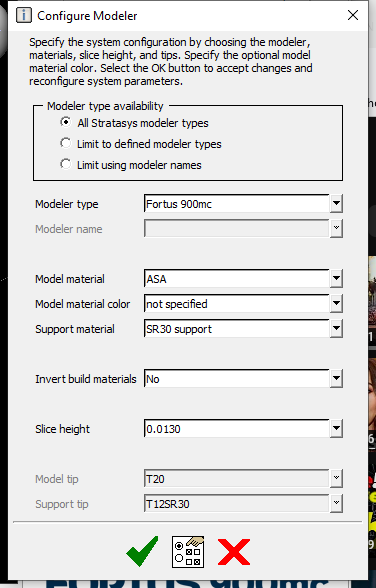 Configure Modeler
Specify the system configuration by choosing the modeler,
materials, slice height, and tips. Specify the optional model
material color. Select the OK button to accept changes and
reconfigure system parameters.
Modeler type availability
All Stratasys modeler types
Limit to defined modeler types
Limit using modeler names
Modeler type Fortus 900mc
Modeler name
Model material ASA
Model material color not specified
Support material SR30 support
Invert build materials No
Slice height 0.0130
Model tip T20
Support tip T12SR30
FORTUS 900mc